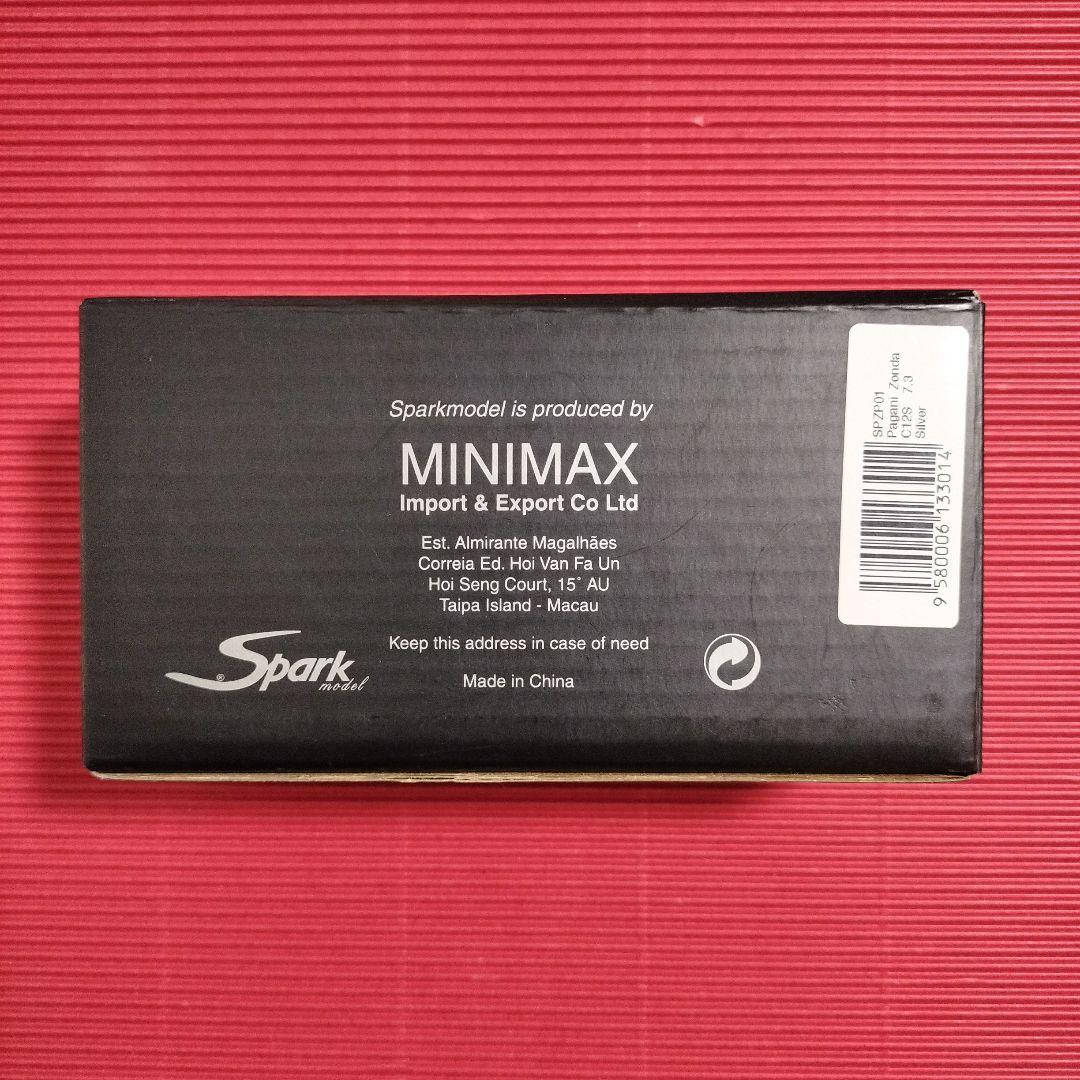 Sparkmodel is produced by
MINIMAX
Import & Export Co Ltd
Est. Almirante Magalhães
Correia Ed. Hoi Van Fa Un
Hoi Seng Court, 15° AU
Taipa Island - Macau
Keep this address in case of need
Made in China
Spark
model
®
SPZP01
Pagani Zonda
C12S 7.3
Silver
9 580006 133014